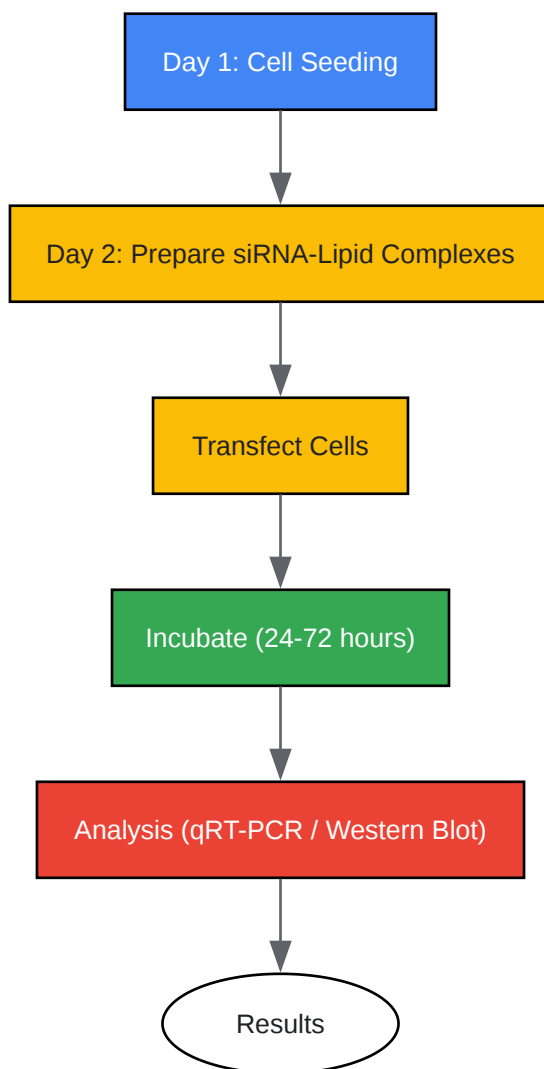 Day 1: Cell Seeding
Day 2: Prepare siRNA-Lipid Complexes
Transfect Cells
Incubate (24-72 hours)
Analysis (qRT-PCR / Western Blot)
Results